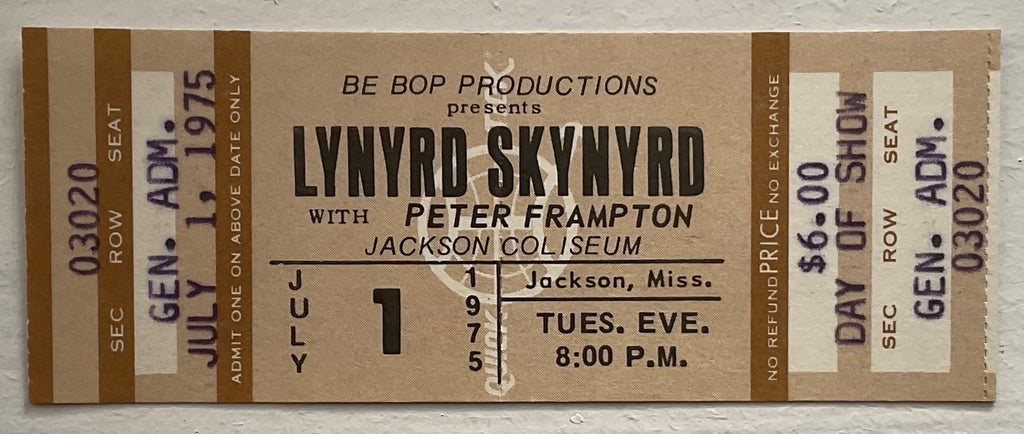 03020
SEC ROW SEAT
GEN. ADM.
JULY 1, 1975
ADMIT ONE ON ABOVE DATE ONLY
BE BOP PRODUCTIONS
presents
LYNYRD SKYNYRD
WITH PETER FRAMPTON
JACKSON COLISEUM
JULY
1
1975
Jackson, Miss.
TUES. EVE.
8:00 P.M.
NO REFUND PRICE NO EXCHANGE
$6.00
DAY OF SHOW
SEC ROW SEAT
GEN. ADM.
03020